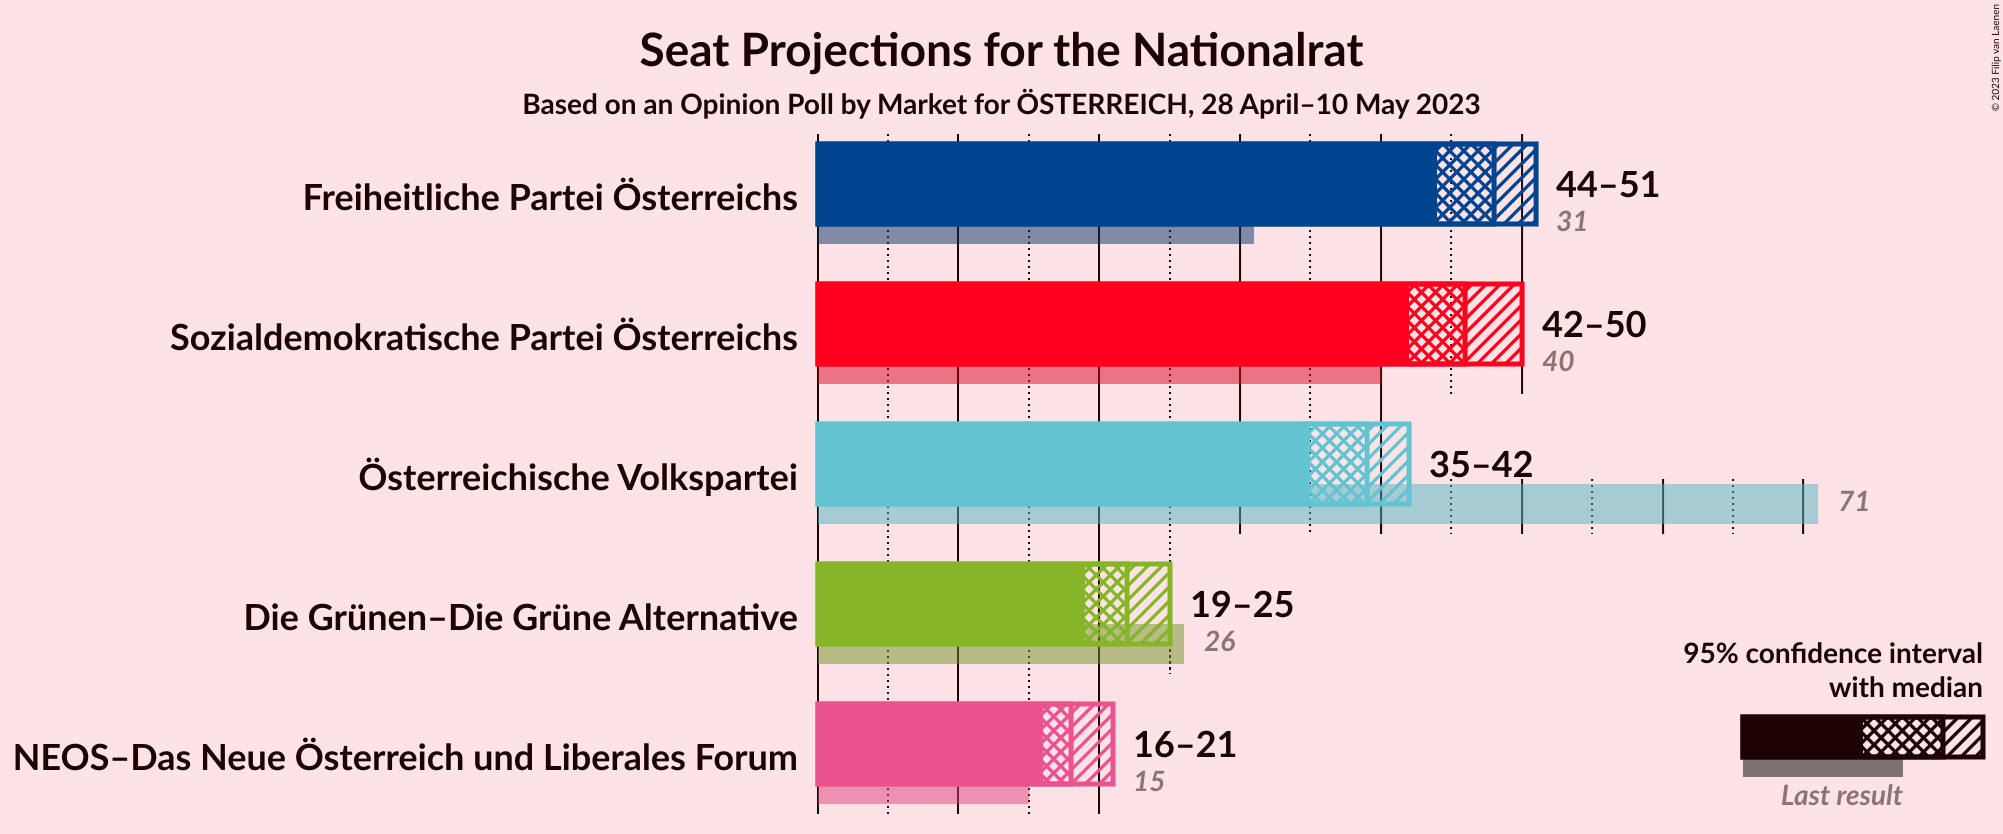 Seat Projections for the Nationalrat
Based on an Opinion Poll by Market for ÖSTERREICH, 28 April–10 May 2023
© 2023 Filip van Laenen
Freiheitliche Partei Österreichs
44–51
31
Sozialdemokratische Partei Österreichs
42–50
40
Österreichische Volkspartei
35–42
71
Die Grünen–Die Grüne Alternative
19–25
26
NEOS–Das Neue Österreich und Liberales Forum
16–21
15
95% confidence interval
with median
Last result